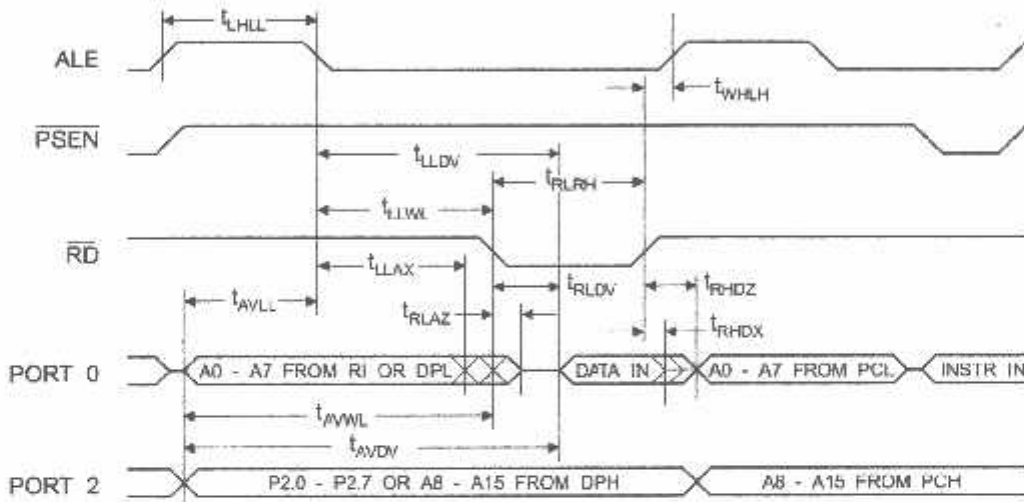 tLHLL
ALE
tWHLH
PSEN
tLLDV
tRLRH
tLLWL
RD
tLLAX
tRLDV
tRHDZ
tAVLL
tRLAZ
tRHDX
PORT 0
A0 - A7 FROM RI OR DPL
DATA IN
A0 - A7 FROM PCL
INSTR IN
tAVWL
tAVDV
PORT 2
P2.0 - P2.7 OR A8 - A15 FROM DPH
A8 - A15 FROM PCH